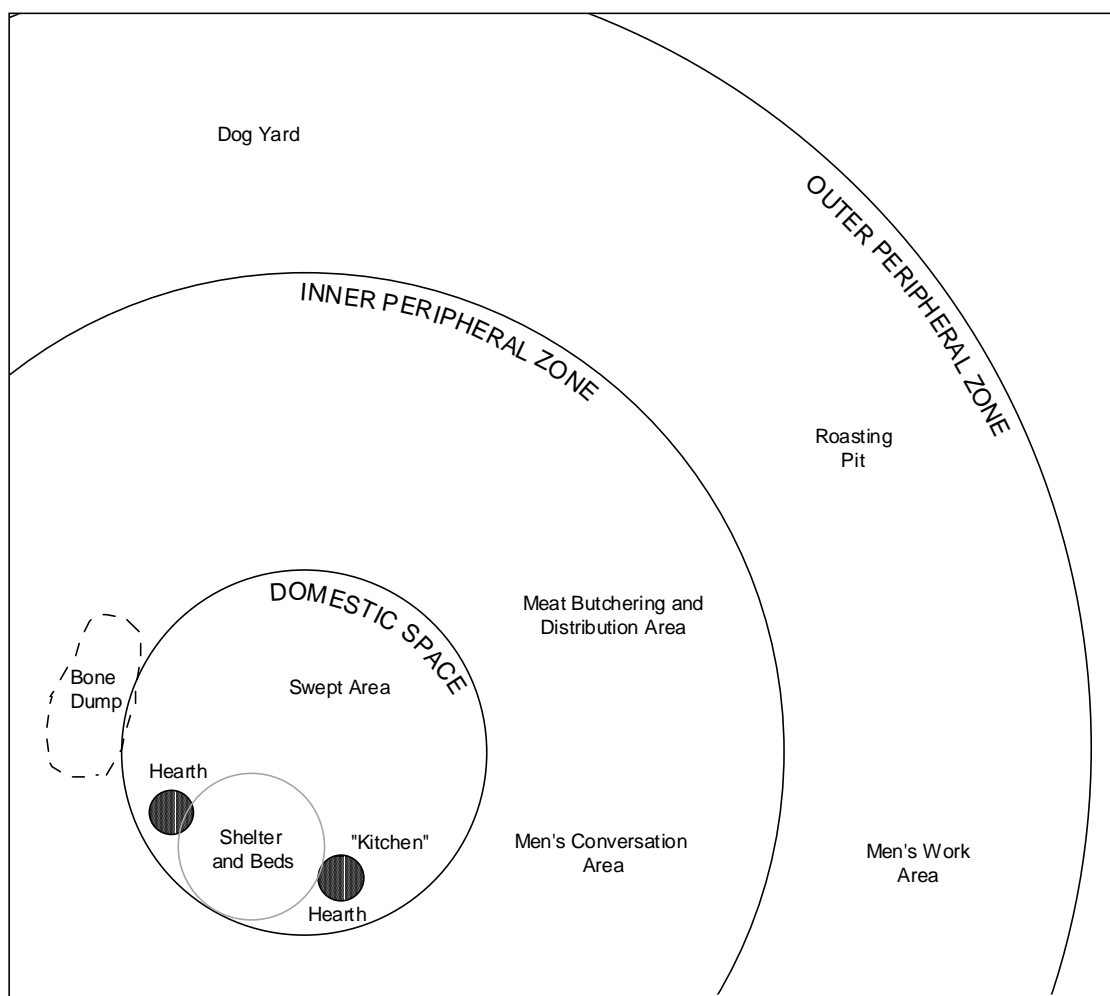 Dog Yard
OUTER PERIPHERAL ZONE
INNER PERIPHERAL ZONE
Roasting
Pit
DOMESTIC SPACE
Meat Butchering and
Distribution Area
Bone
Dump
Swept Area
Hearth
Shelter
and Beds
"Kitchen"
Hearth
Men's Conversation
Area
Men's Work
Area